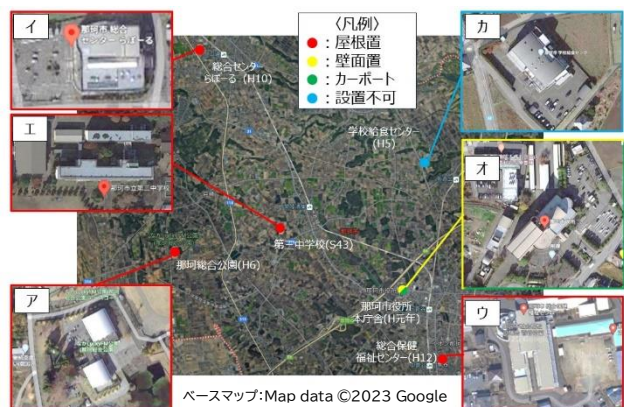 イ
那珂市 総合
センターらぽーる
エ
那珂市立第二中学校
ア
総合センタ
らぽーる (H10)
〈凡例〉
：屋根置
：壁面置
：カーポート
：設置不可
学校給食センター
(H5)
第三中学校(S43)
那珂総合公園(H6)
那珂市役所
本庁舎(H元年)
総合保健
福祉センター(H12)
カ
オ
ウ
ベースマップ：Map data ©2023 Google